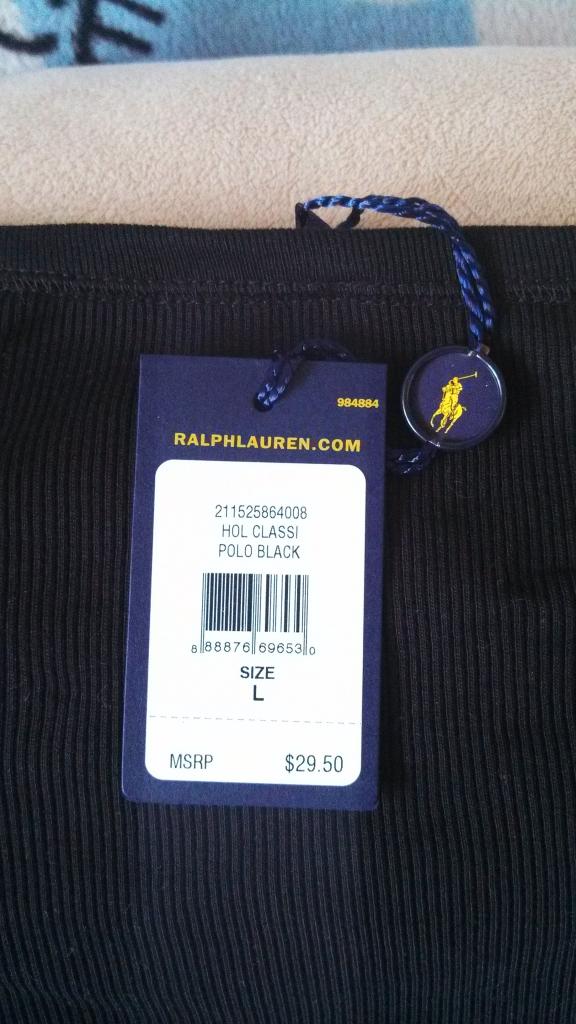 984884
RALPHLAUREN.COM
211525864008
HOL CLASSI
POLO BLACK
8 88876 69653 0
SIZE
L
MSRP $29.50